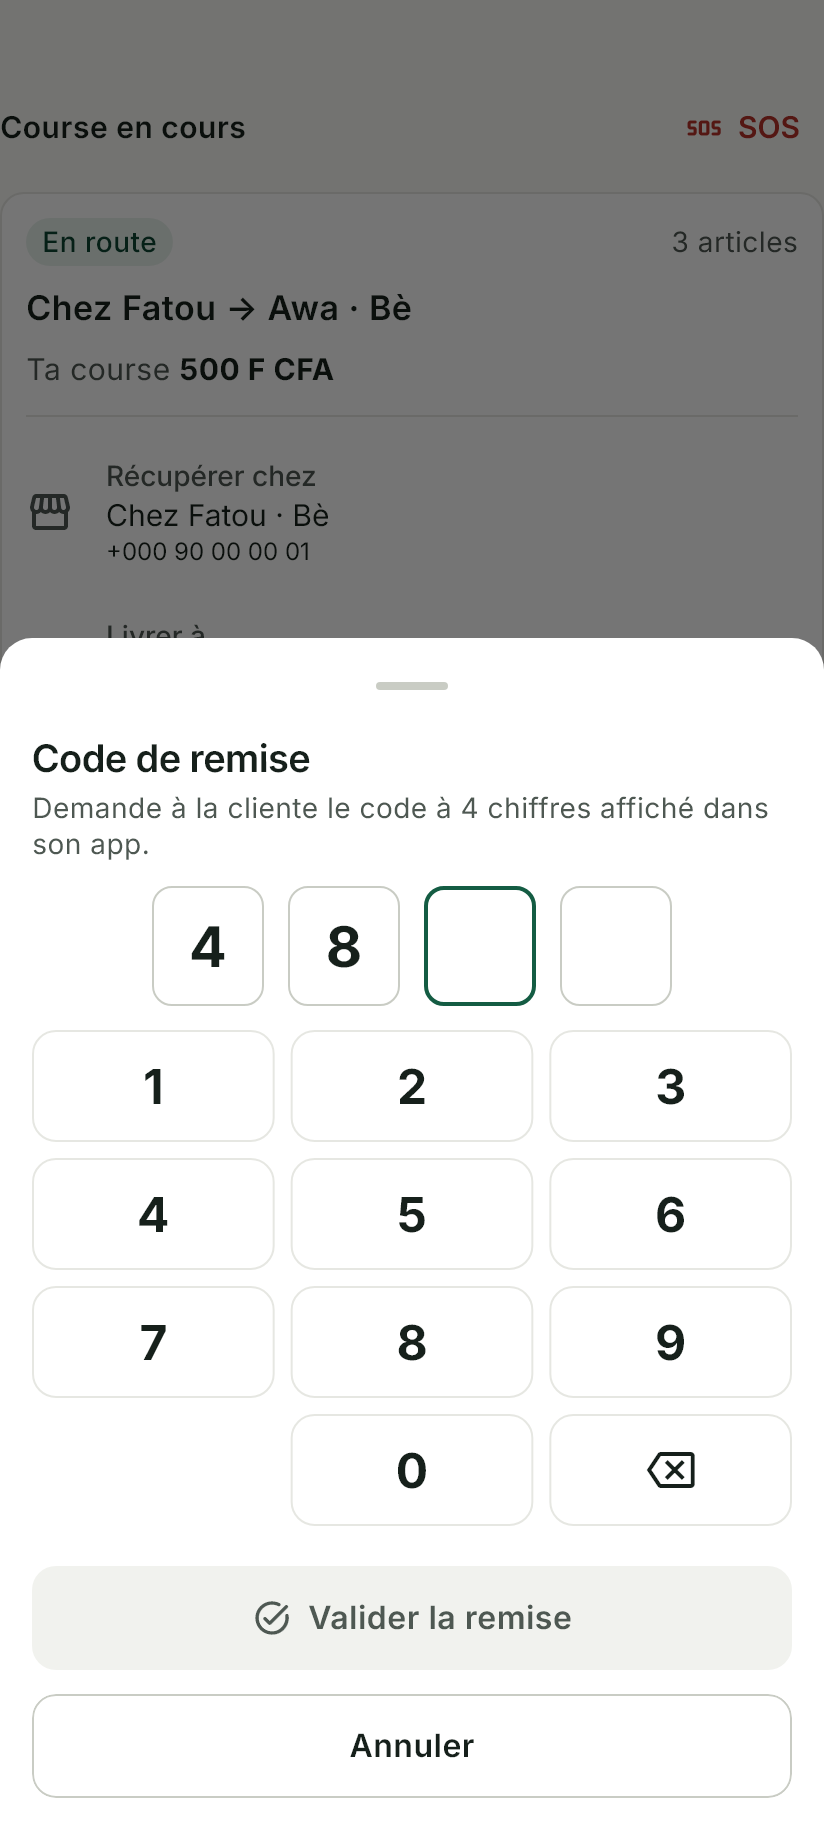 Course en cours
SOS SOS
En route
3 articles
Chez Fatou → Awa · Bè
Ta course 500 F CFA
Récupérer chez
Chez Fatou · Bè
+000 90 00 00 01
Livrer à
Code de remise
Demande à la cliente le code à 4 chiffres affiché dans
son app.
4 8
1 2 3
4 5 6
7 8 9
0
Valider la remise
Annuler